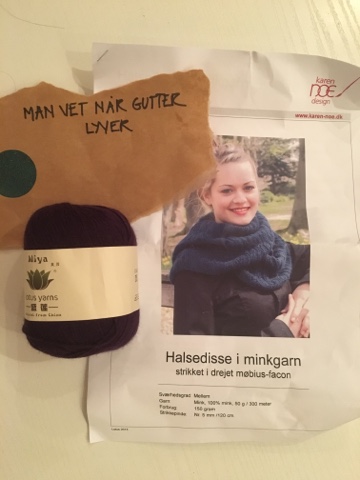 MAN VET NÅR GUTTER
LYVER
karen
noe
design
www.karen-noe.dk
Miya
lotus yarns
Halsedisse i minkgarn
strikket i drejet møbius-facon
Sværhedsgrad Mellem
Garn Mink, 100% mink, 50 g / 300 meter
Forbrug 150 gram
Strikkepinde Nr. 6 mm /120 cm